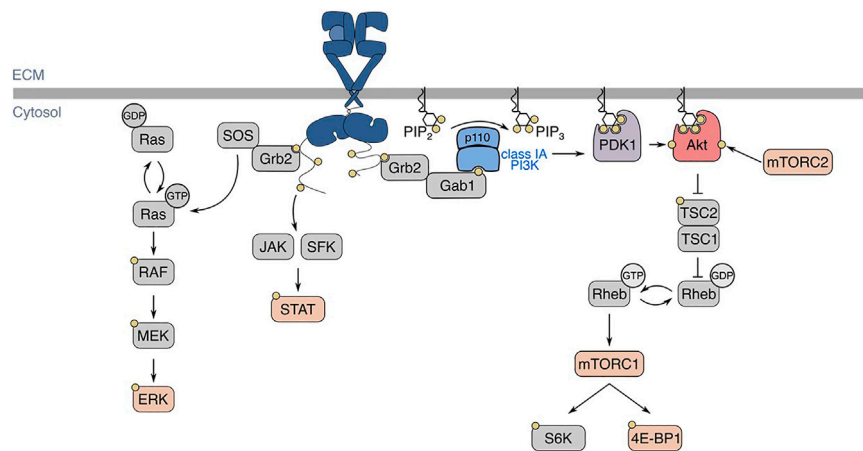 ECM
Cytosol
GDP
Ras
GTP
Ras
RAF
MEK
ERK
SOS
Grb2
JAK
SFK
STAT
PIP2
PIP3
p110
class IA
PI3K
Grb2
Gab1
PDK1
Akt
mTORC2
TSC2
TSC1
GTP
Rheb
GDP
Rheb
mTORC1
S6K
4E-BP1